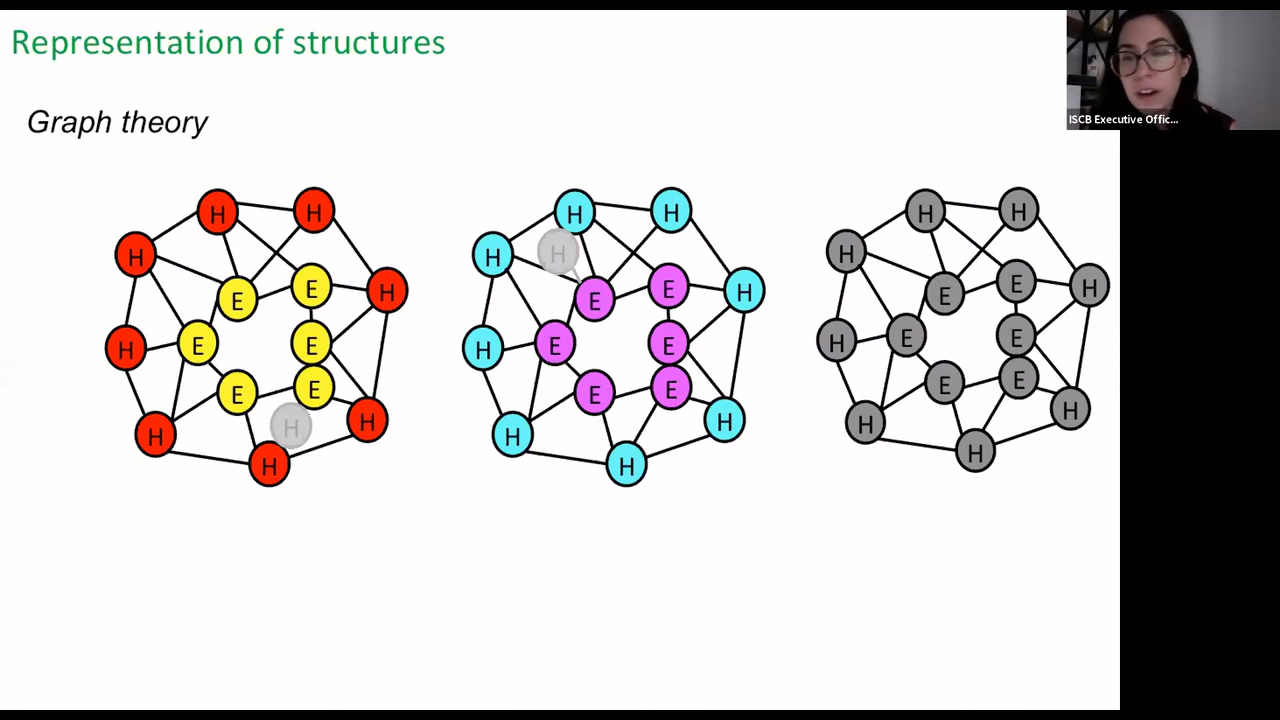 Representation of structures
ISCB Executive Offic...
Graph theory
H H H H H H
H H H
H H H H
E E E E E E
H H H
E E E
H E H E H E
E E E E E E
H H H H H H
H H H